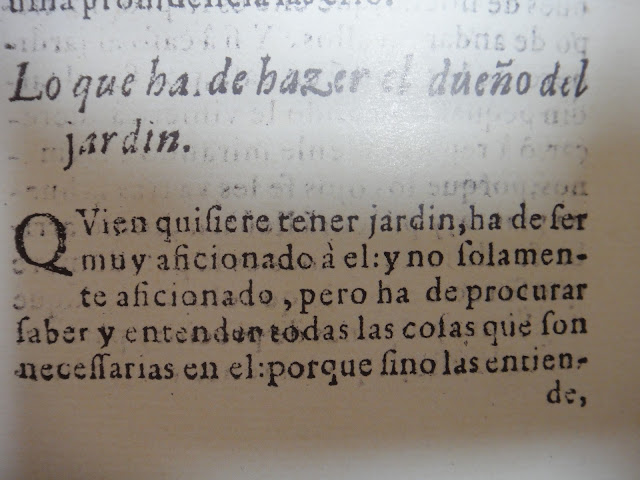 Lo que ha de hazer el dueño del
jardin.
QVien quiſiere tener jardin, ha de ſer
muy aficionado à el: y no ſolamen-
te aficionado, pero ha de procurar
ſaber y entender todas las coſas que ſon
neceſſarias en el: porque ſino las entien-
de,